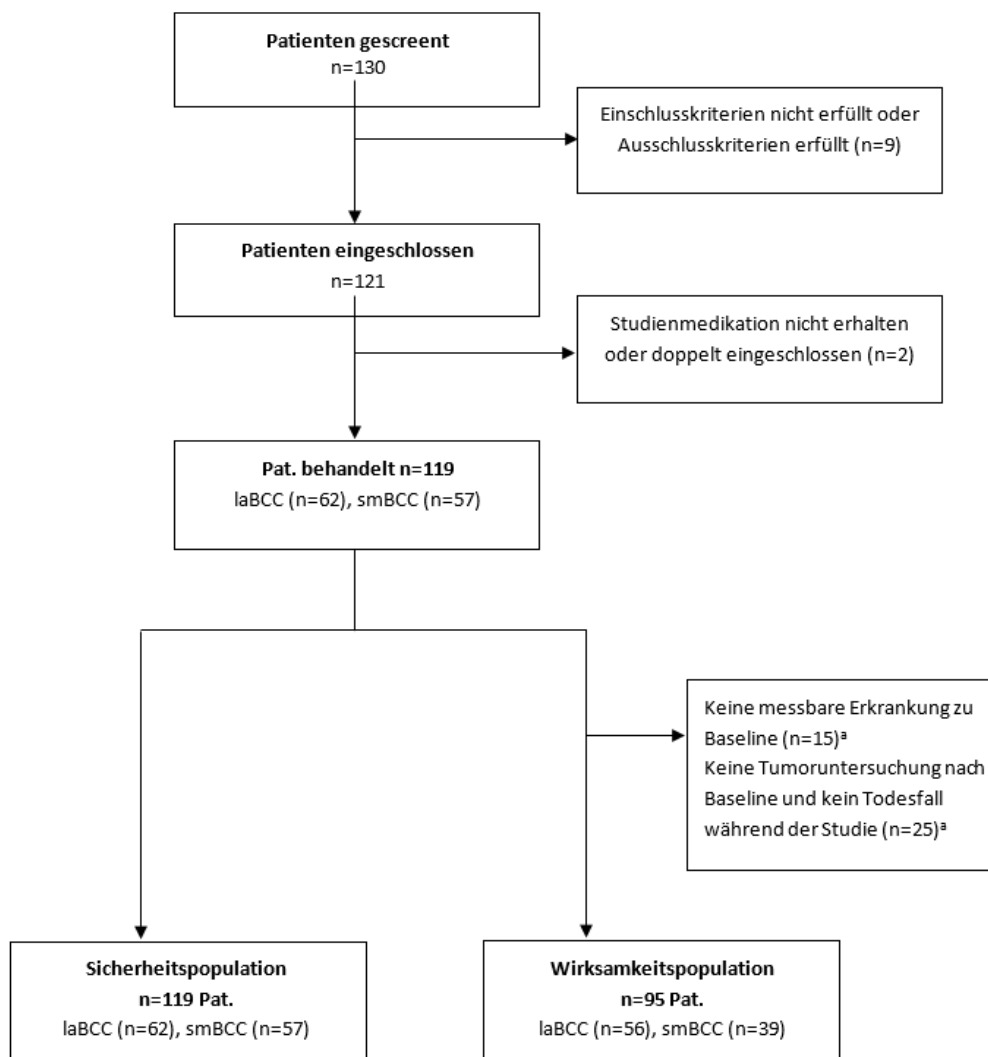 Patienten gescreent
n=130
Einschlusskriterien nicht erfüllt oder
Ausschlusskriterien erfüllt (n=9)
Patienten eingeschlossen
n=121
Studienmedikation nicht erhalten
oder doppelt eingeschlossen (n=2)
Pat. behandelt n=119
laBCC (n=62), smBCC (n=57)
Keine messbare Erkrankung zu
Baseline (n=15)ᵃ
Keine Tumoruntersuchung nach
Baseline und kein Todesfall
während der Studie (n=25)ᵃ
Sicherheitspopulation
n=119 Pat.
laBCC (n=62), smBCC (n=57)
Wirksamkeitspopulation
n=95 Pat.
laBCC (n=56), smBCC (n=39)